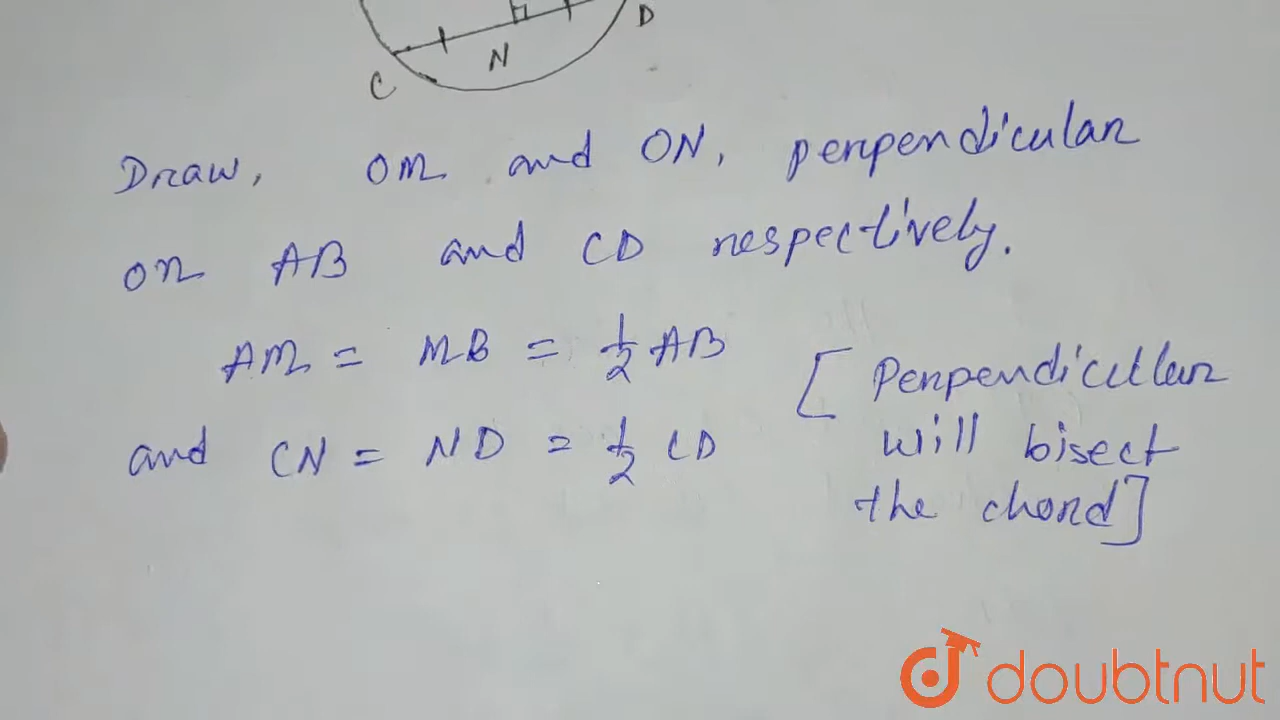 D
N
C
Draw, OM and ON, perpendicular
on AB and CD respectively.
AM = MB = 1/2 AB
and CN = ND = 1/2 CD
[Perpendicular
will bisect
the chord]
doubtnut